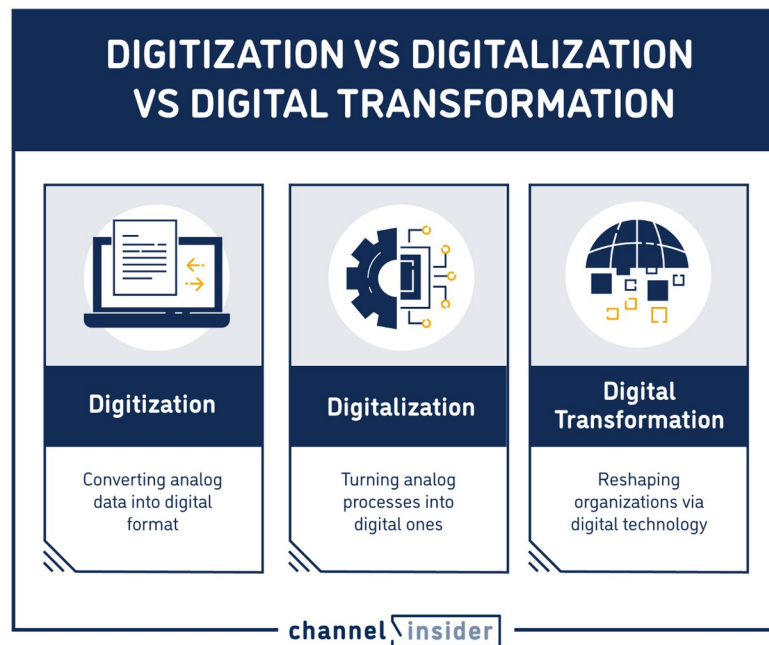 DIGITIZATION VS DIGITALIZATION
VS DIGITAL TRANSFORMATION
Digitization
Converting analog
data into digital
format
Digitalization
Turning analog
processes into
digital ones
Digital
Transformation
Reshaping
organizations via
digital technology
channel insider